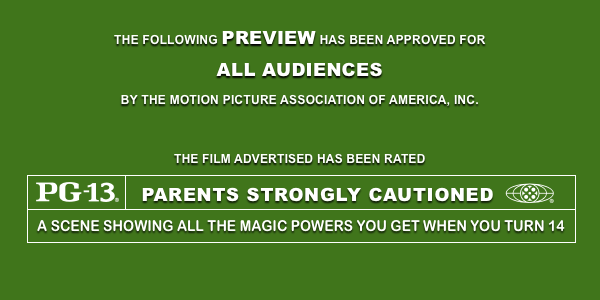 THE FOLLOWING PREVIEW HAS BEEN APPROVED FOR
ALL AUDIENCES
BY THE MOTION PICTURE ASSOCIATION OF AMERICA, INC.
THE FILM ADVERTISED HAS BEEN RATED
PG-13® PARENTS STRONGLY CAUTIONED ®
A SCENE SHOWING ALL THE MAGIC POWERS YOU GET WHEN YOU TURN 14